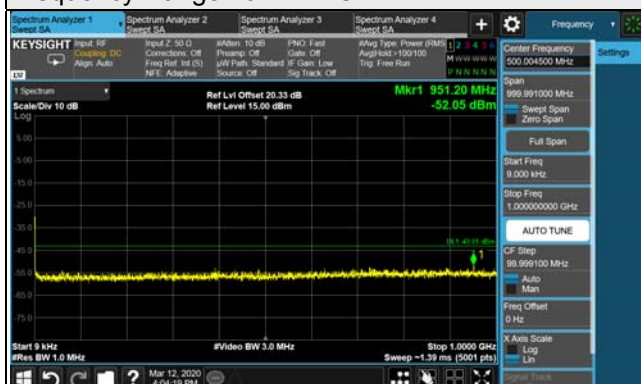 Spectrum Analyzer 1
Swept SA
Spectrum Analyzer 2
Swept SA
Spectrum Analyzer 3
Swept SA
Spectrum Analyzer 4
Swept SA
+
Frequency
KEYSIGHT
Input: RF
Coupling: DC
Align: Auto
Input Z: 50 Ω
Corrections: Off
Freq Ref: Int (S)
NFE: Adaptive
#Atten: 10 dB
Preamp: Off
µW Path: Standard
Source: Off
PNO: Fast
Gate: Off
IF Gain: Low
Sig Track: Off
#Avg Type: Power (RMS
Avg|Hold: >100/100
Trig: Free Run
1 2 3 4 5 6
M W W W W W
P N N N N N
1 Spectrum
Scale/Div 10 dB
Log
Ref Lvl Offset 20.33 dB
Ref Level 15.00 dBm
Mkr1 951.20 MHz
-52.05 dBm
5.00
-5.00
-15.0
-25.0
-35.0
-45.0
-55.0
-65.0
-75.0
1
Start 9 kHz
#Res BW 1.0 MHz
#Video BW 3.0 MHz
Stop 1.0000 GHz
Sweep ~1.39 ms (5001 pts)
Center Frequency
500.004500 MHz
Settings
Span
999.991000 MHz
Swept Span
Zero Span
Full Span
Start Freq
9.000 kHz
Stop Freq
1.000000000 GHz
AUTO TUNE
CF Step
99.999100 MHz
Auto
Man
Freq Offset
0 Hz
X Axis Scale
Log
Lin
Signal Track
?
Mar 12, 2020
4:04:19 PM